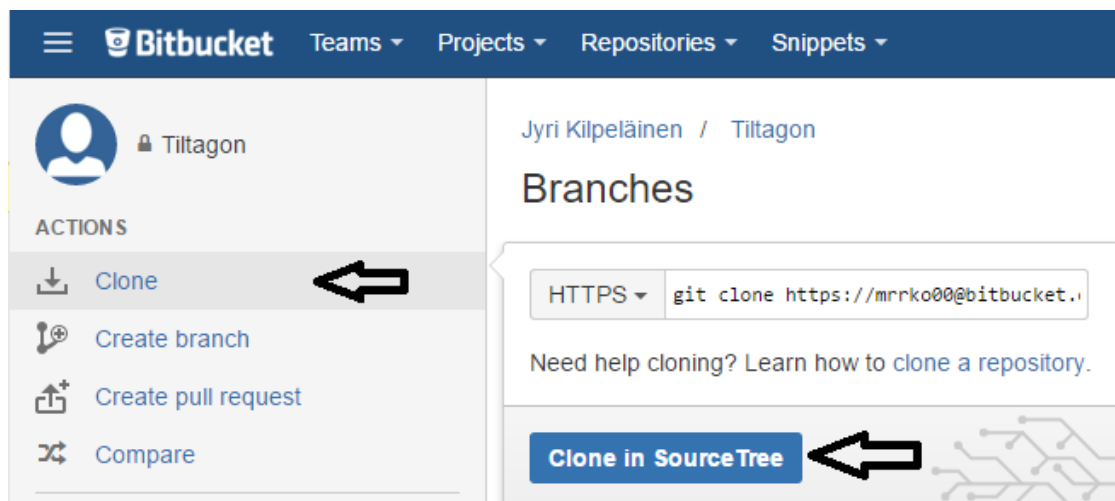 Bitbucket Teams Projects Repositories Snippets
Tiltagon
ACTIONS
Clone
Create branch
Create pull request
Compare
Jyri Kilpeläinen / Tiltagon
Branches
HTTPS git clone https://mrrko00@bitbucket.
Need help cloning? Learn how to clone a repository.
Clone in SourceTree